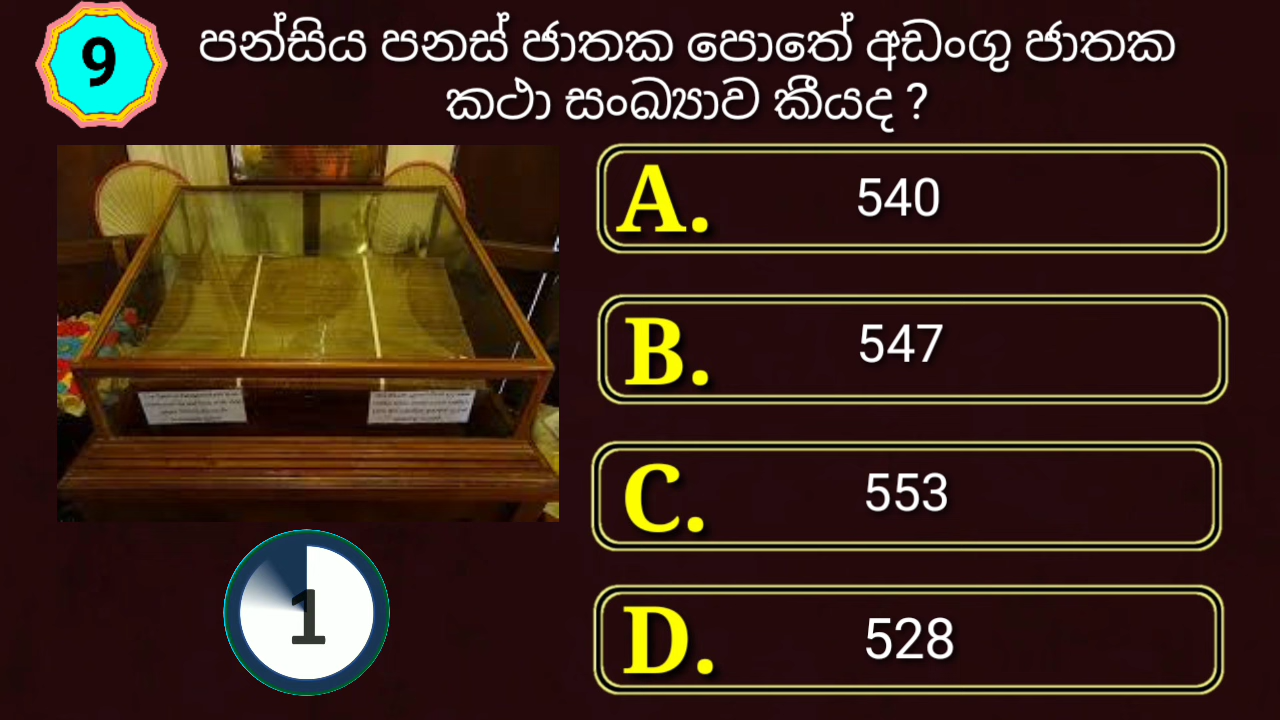 9
පන්සිය පනස් ජාතක පොතේ අඩංගු ජාතක
කථා සංඛ්‍යාව කීයද ?
A. 540
B. 547
C. 553
D. 528
1